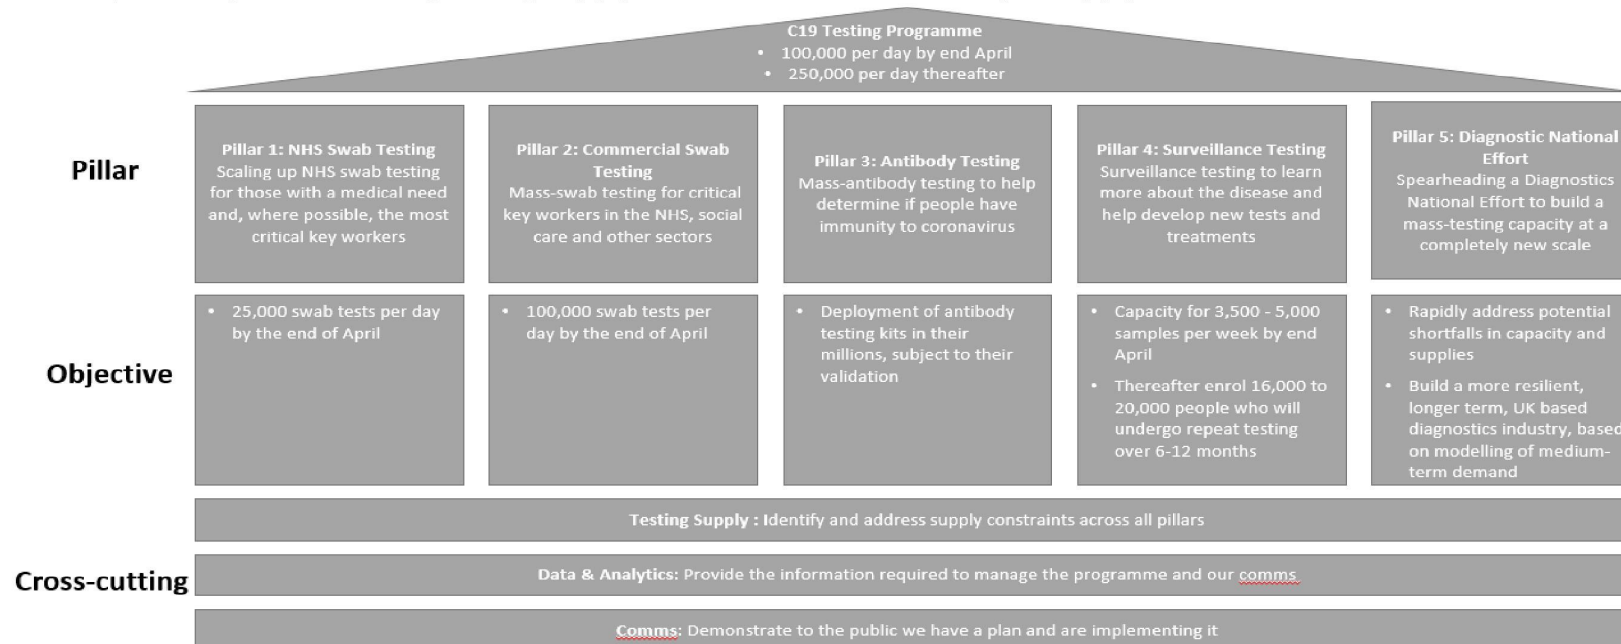 C19 Testing Programme
• 100,000 per day by end April
• 250,000 per day thereafter
Pillar
Pillar 1: NHS Swab Testing
Scaling up NHS swab testing
for those with a medical need
and, where possible, the most
critical key workers
Pillar 2: Commercial Swab
Testing
Mass-swab testing for critical
key workers in the NHS, social
care and other sectors
Pillar 3: Antibody Testing
Mass-antibody testing to help
determine if people have
immunity to coronavirus
Pillar 4: Surveillance Testing
Surveillance testing to learn
more about the disease and
help develop new tests and
treatments
Pillar 5: Diagnostic National
Effort
Spearheading a Diagnostics
National Effort to build a
mass-testing capacity at a
completely new scale
Objective
• 25,000 swab tests per day
by the end of April
• 100,000 swab tests per
day by the end of April
• Deployment of antibody
testing kits in their
millions, subject to their
validation
• Capacity for 3,500 - 5,000
samples per week by end
April
• Thereafter enrol 16,000 to
20,000 people who will
undergo repeat testing
over 6-12 months
• Rapidly address potential
shortfalls in capacity and
supplies
• Build a more resilient,
longer term, UK based
diagnostics industry, based
on modelling of medium-
term demand
Cross-cutting
Testing Supply : Identify and address supply constraints across all pillars
Data & Analytics: Provide the information required to manage the programme and our comms
Comms: Demonstrate to the public we have a plan and are implementing it